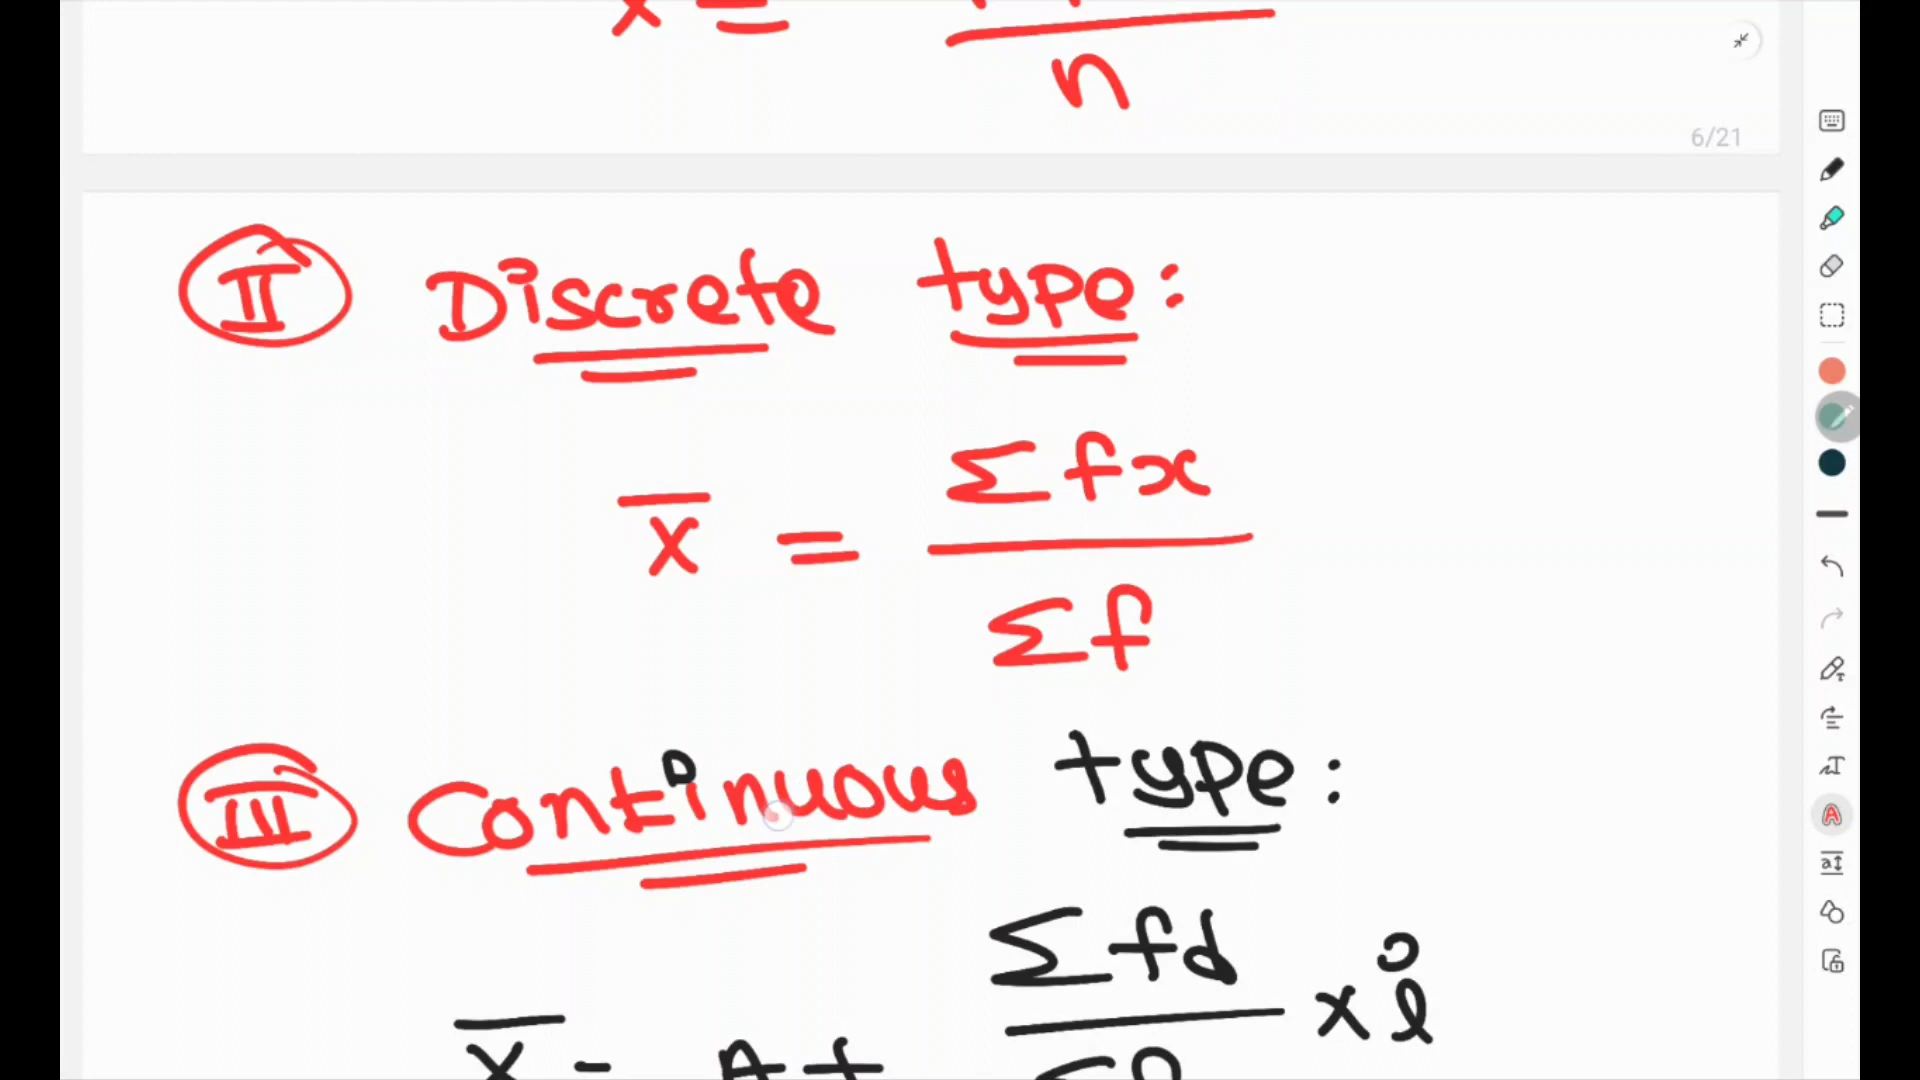 x̄ =
n
6/21
II Discrete type:
x̄ = Σfx
Σf
III Continuous type:
Σfd × i
x̄ = A +